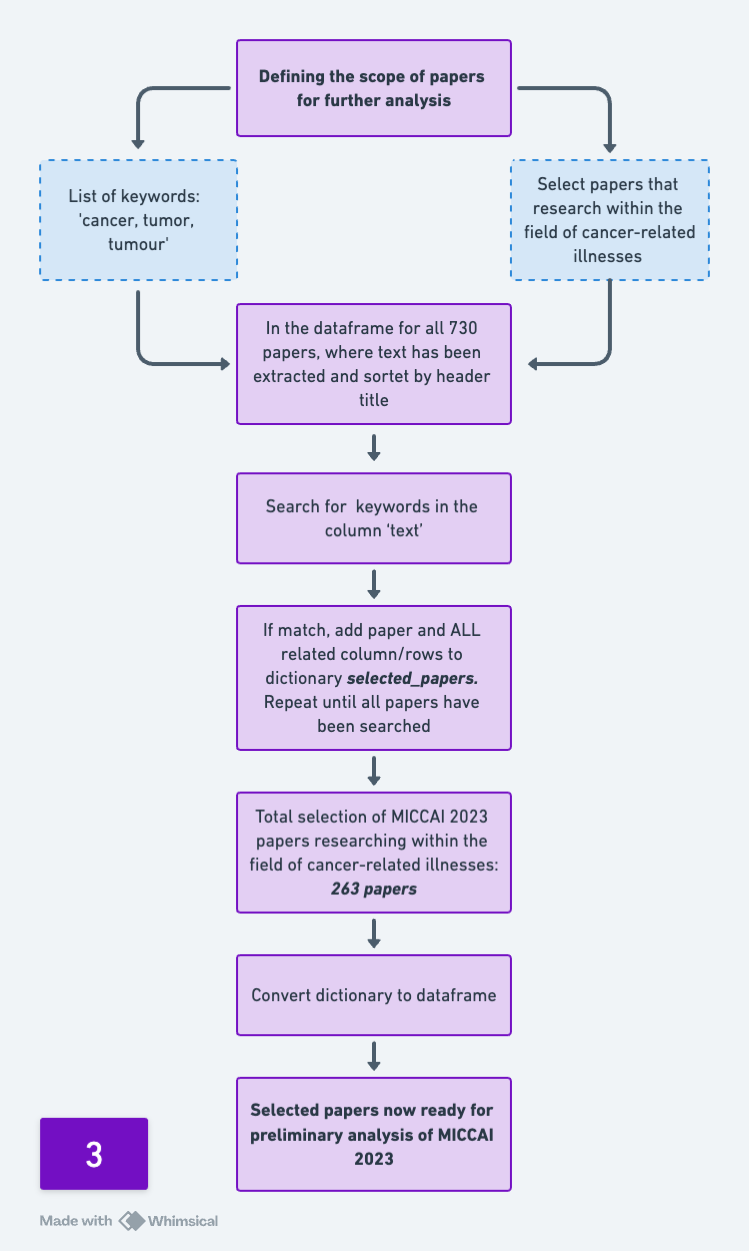 Defining the scope of papers
for further analysis
List of keywords:
'cancer, tumor,
tumour'
Select papers that
research within the
field of cancer-related
illnesses
In the dataframe for all 730
papers, where text has been
extracted and sortet by header
title
Search for  keywords in the
column ‘text’
If match, add paper and ALL
related column/rows to
dictionary selected_papers.
Repeat until all papers have
been searched
Total selection of MICCAI 2023
papers researching within the
field of cancer-related illnesses:
263 papers
Convert dictionary to dataframe
Selected papers now ready for
preliminary analysis of MICCAI
2023
3
Made with Whimsical